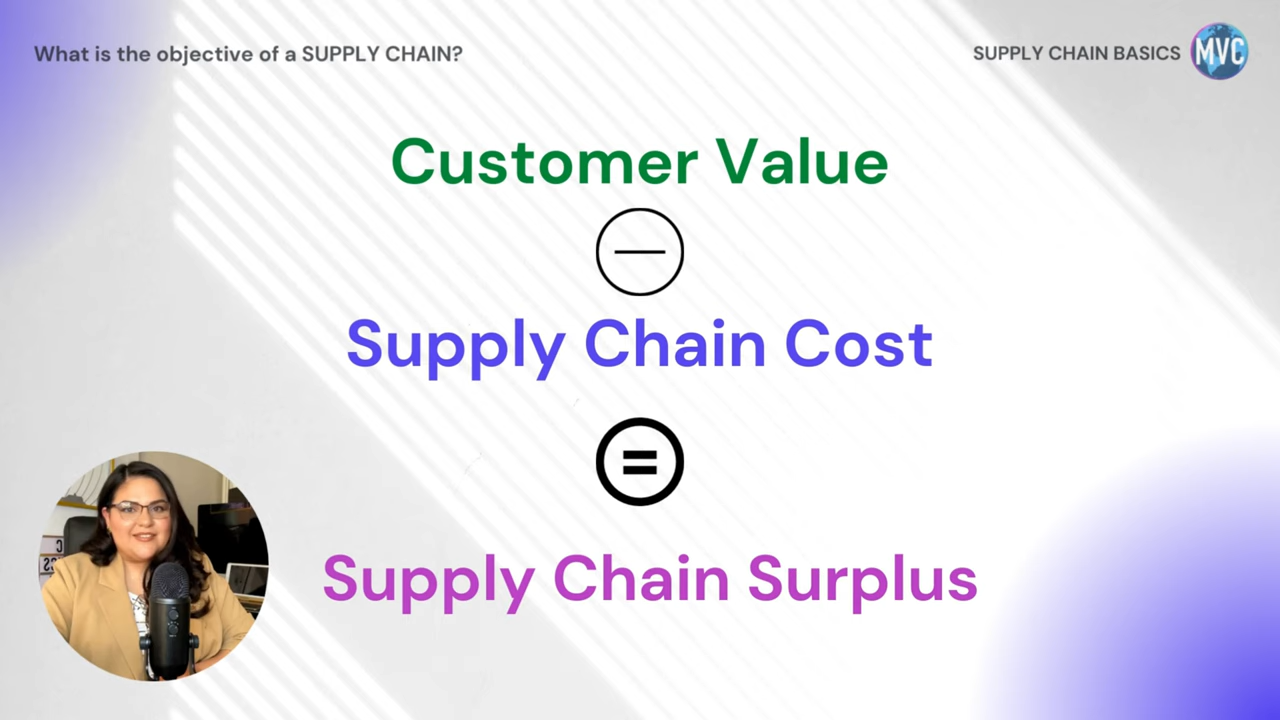 What is the objective of a SUPPLY CHAIN?
SUPPLY CHAIN BASICS MVC
Customer Value
—
Supply Chain Cost
=
Supply Chain Surplus